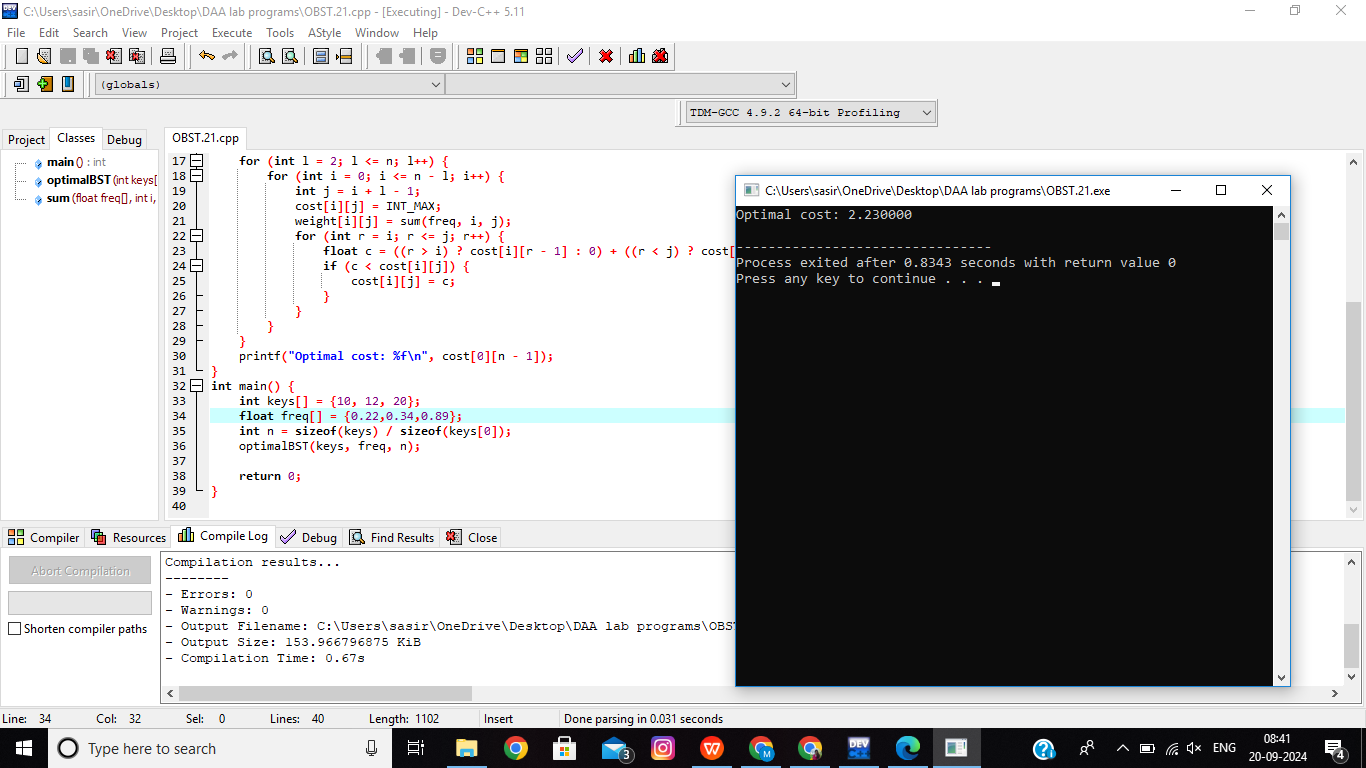 C:\Users\sasir\OneDrive\Desktop\DAA lab programs\OBST.21.cpp - [Executing] - Dev-C++ 5.11
File Edit Search View Project Execute Tools AStyle Window Help
(globals)
TDM-GCC 4.9.2 64-bit Profiling
Project Classes Debug
OBST.21.cpp
main () : int
optimalBST (int keys[
sum (float freq[], int i,
17 for (int l = 2; l <= n; l++) {
18 for (int i = 0; i <= n - l; i++) {
19 int j = i + l - 1;
20 cost[i][j] = INT_MAX;
21 weight[i][j] = sum(freq, i, j);
22 for (int r = i; r <= j; r++) {
23 float c = ((r > i) ? cost[i][r - 1] : 0) + ((r < j) ? cost[
24 if (c < cost[i][j]) {
25 cost[i][j] = c;
26 }
27 }
28 }
29 }
30 printf("Optimal cost: %f\n", cost[0][n - 1]);
31 }
32 int main() {
33 int keys[] = {10, 12, 20};
34 float freq[] = {0.22,0.34,0.89};
35 int n = sizeof(keys) / sizeof(keys[0]);
36 optimalBST(keys, freq, n);
37
38 return 0;
39 }
40
C:\Users\sasir\OneDrive\Desktop\DAA lab programs\OBST.21.exe
Optimal cost: 2.230000
--------------------------------
Process exited after 0.8343 seconds with return value 0
Press any key to continue . . .
Compiler Resources Compile Log Debug Find Results Close
Abort Compilation
Shorten compiler paths
Compilation results...
--------
- Errors: 0
- Warnings: 0
- Output Filename: C:\Users\sasir\OneDrive\Desktop\DAA lab programs\OBST
- Output Size: 153.966796875 KiB
- Compilation Time: 0.67s
Line: 34 Col: 32 Sel: 0 Lines: 40 Length: 1102 Insert Done parsing in 0.031 seconds
Type here to search
3
DEV
ENG
08:41
20-09-2024
4